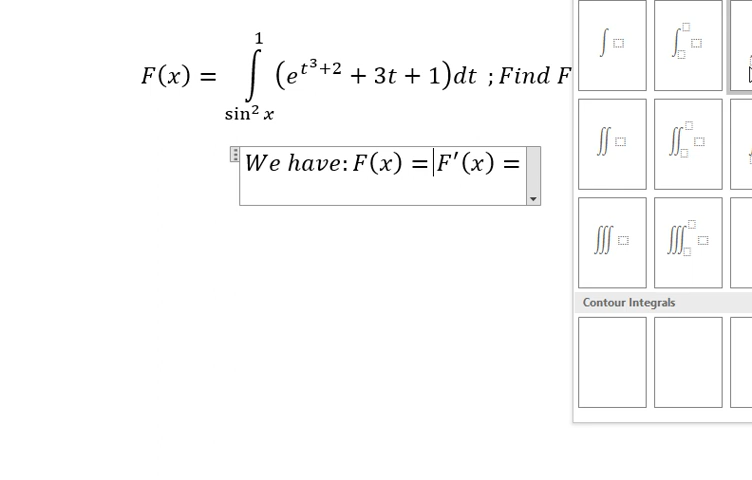 F(x) = ∫_{sin² x}^{1} (e^{t³+2} + 3t + 1)dt ; Find F
We have: F(x) = F′(x) =
Contour Integrals